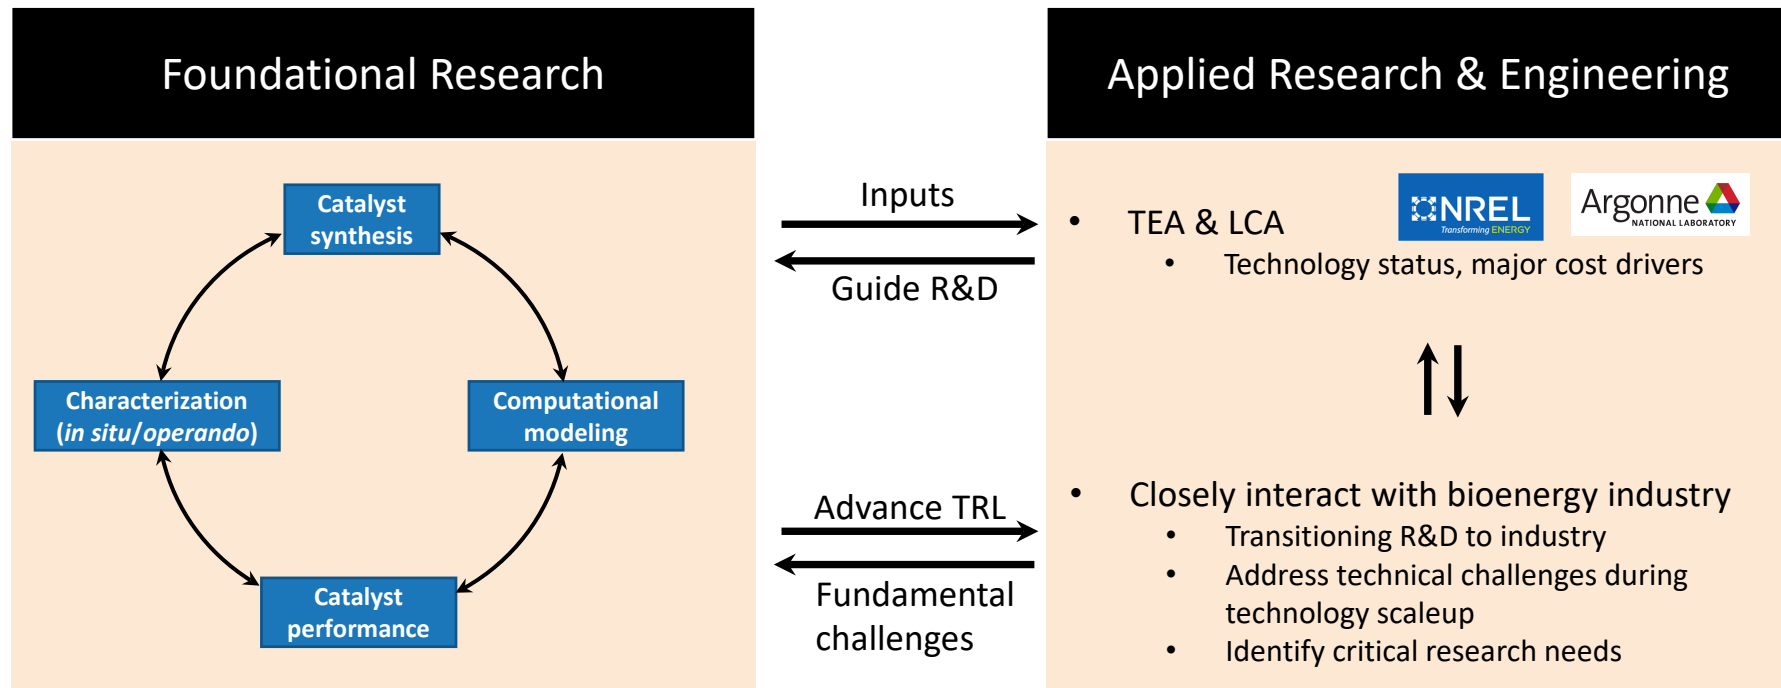 Foundational Research
Catalyst
synthesis
Characterization
(in situ/operando)
Computational
modeling
Catalyst
performance
Inputs
Guide R&D
Advance TRL
Fundamental
challenges
Applied Research & Engineering
• TEA & LCA
NREL
Transforming ENERGY
Argonne
NATIONAL LABORATORY
• Technology status, major cost drivers
• Closely interact with bioenergy industry
• Transitioning R&D to industry
• Address technical challenges during
technology scaleup
• Identify critical research needs